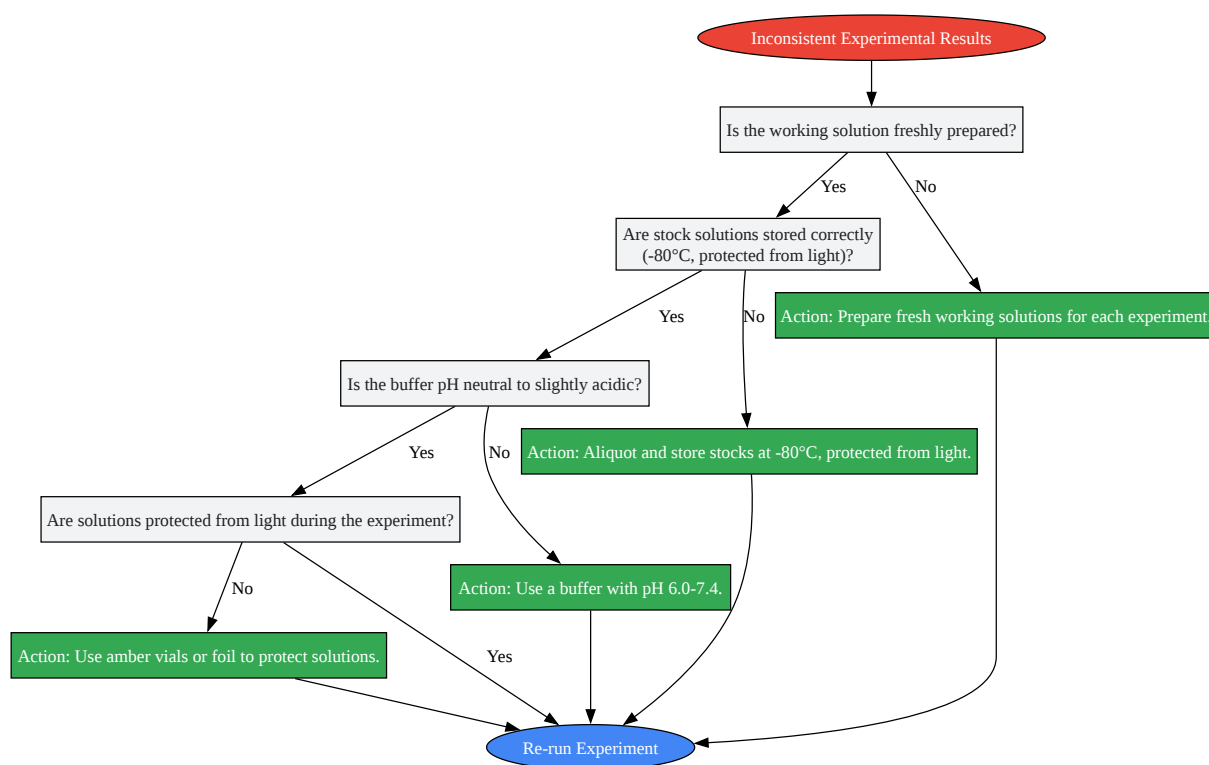 Inconsistent Experimental Results
Is the working solution freshly prepared?
Yes
No
Are stock solutions stored correctly
(-80°C, protected from light)?
Yes
No
Action: Prepare fresh working solutions for each experiment.
Is the buffer pH neutral to slightly acidic?
Yes
No
Action: Aliquot and store stocks at -80°C, protected from light.
Are solutions protected from light during the experiment?
No
Yes
Action: Use a buffer with pH 6.0-7.4.
Action: Use amber vials or foil to protect solutions.
Re-run Experiment